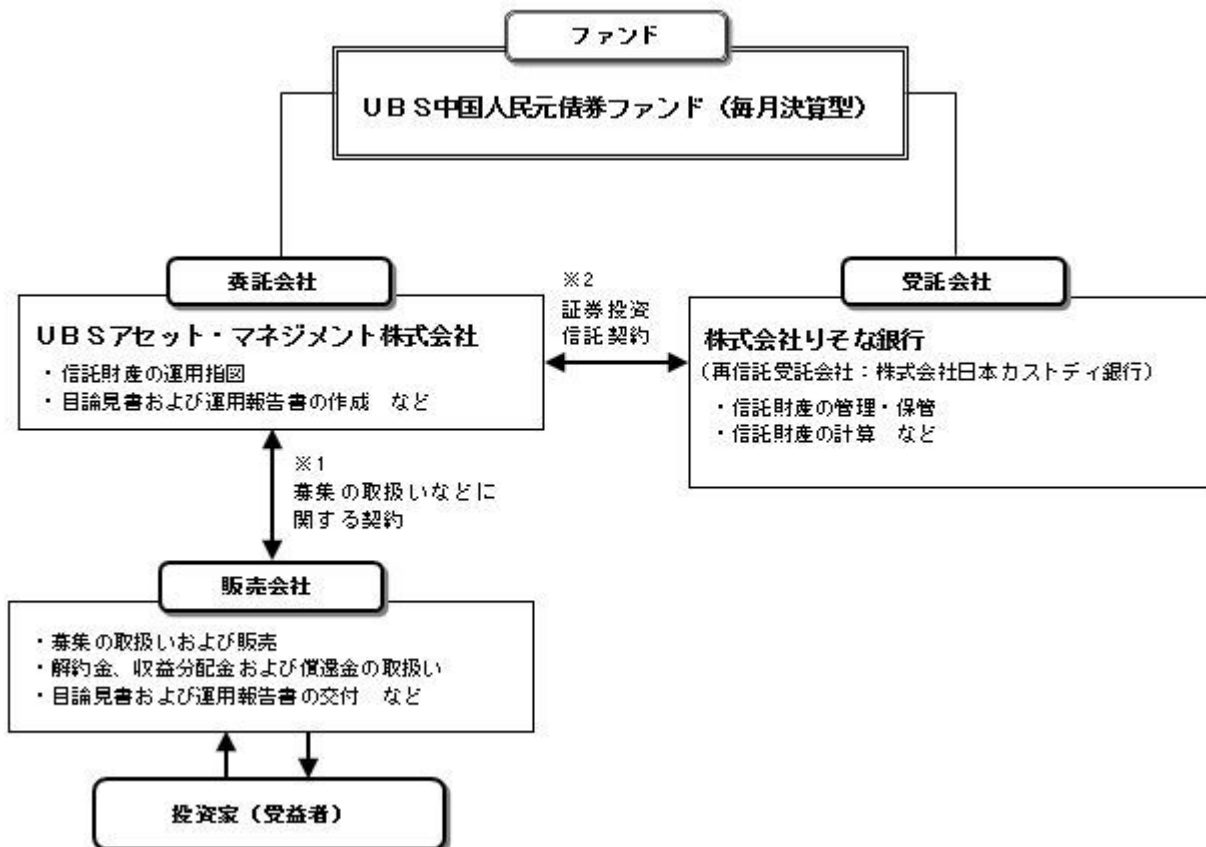 ファンド
UBS中国人民元債券ファンド（毎月決算型）
委託会社
UBSアセット・マネジメント株式会社
・信託財産の運用指図
・目論見書および運用報告書の作成　など
※2
証券投資
信託契約
受託会社
株式会社りそな銀行
（再信託受託会社：株式会社日本カストディ銀行）
・信託財産の管理・保管
・信託財産の計算　など
※1
募集の取扱いなどに
関する契約
販売会社
・募集の取扱いおよび販売
・解約金、収益分配金および償還金の取扱い
・目論見書および運用報告書の交付　など
投資家（受益者）